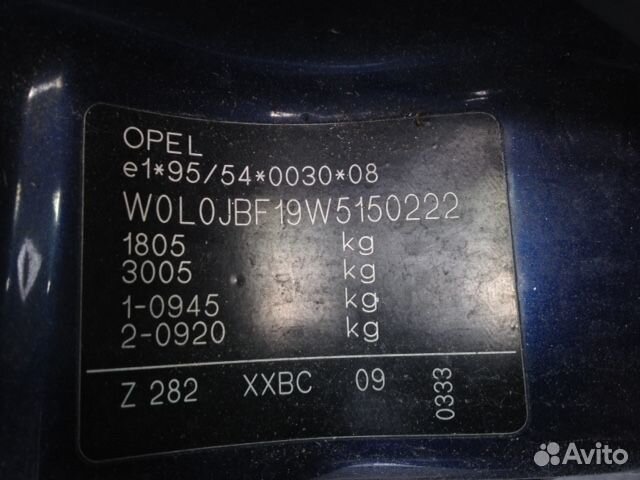 OPEL
e1*95/54*0030*08
W0L0JBF19W5150222
1805 kg
3005 kg
1-0945 kg
2-0920 kg
Z 282 XXBC 09 0333
Avito